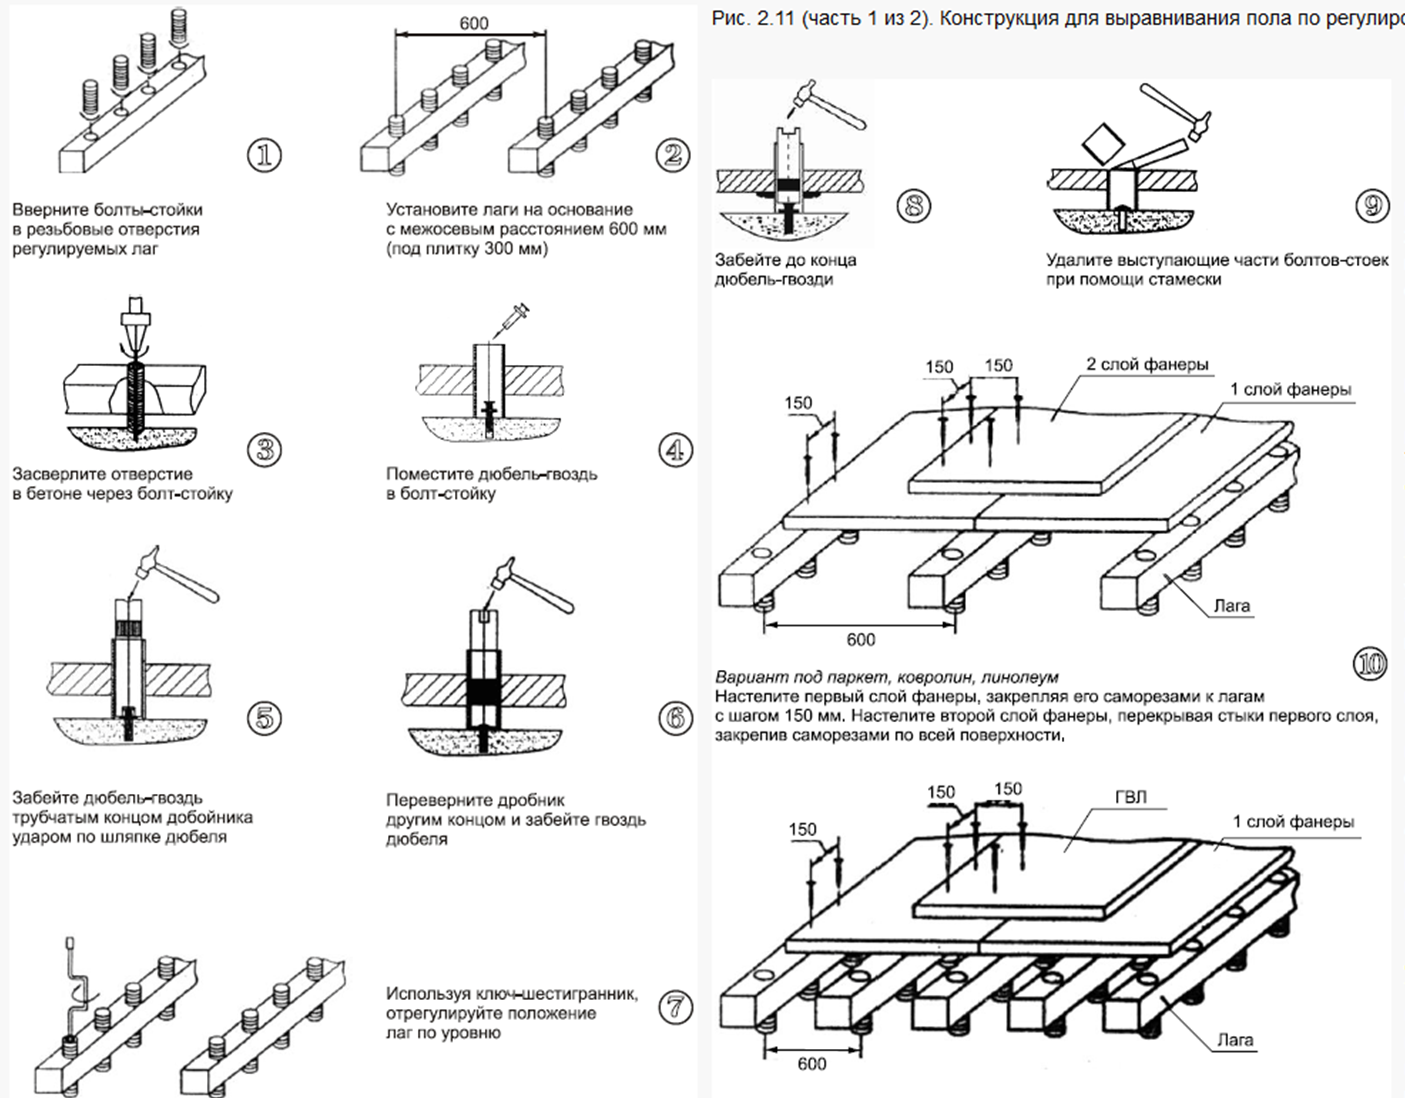 600
①
②
Вверните болты-стойки
в резьбовые отверстия
регулируемых лаг
Установите лаги на основание
с межосевым расстоянием 600 мм
(под плитку 300 мм)
③
④
Засверлите отверстие
в бетоне через болт-стойку
Поместите дюбель-гвоздь
в болт-стойку
⑤
⑥
Забейте дюбель-гвоздь
трубчатым концом добойника
ударом по шляпке дюбеля
Переверните дробник
другим концом и забейте гвоздь
дюбеля
Используя ключ-шестигранник,
отрегулируйте положение
лаг по уровню
⑦
Рис. 2.11 (часть 1 из 2). Конструкция для выравнивания пола по
⑧
⑨
Забейте до конца
дюбель-гвозди
Удалите выступающие части болтов-стоек
при помощи стамески
150
150
150
2 слой фанеры
1 слой фанеры
Лага
600
⑩
Вариант под паркет, ковролин, линолеум
Настелите первый слой фанеры, закрепляя его саморезами к лагам
с шагом 150 мм. Настелите второй слой фанеры, перекрывая стыки первого слоя,
закрепив саморезами по всей поверхности,
150
150
150
ГВЛ
1 слой фанеры
Лага
600